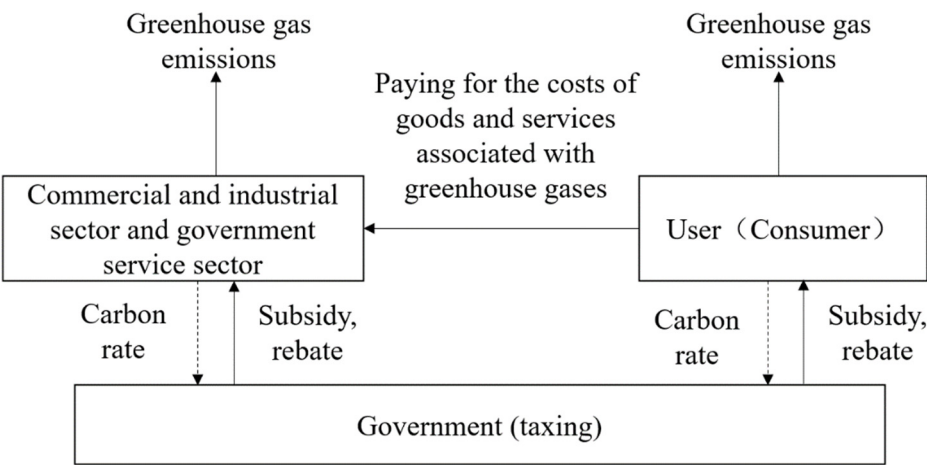 Greenhouse gas
emissions
Greenhouse gas
emissions
Paying for the costs of
goods and services
associated with
greenhouse gases
Commercial and industrial
sector and government
service sector
User（Consumer）
Carbon
rate
Subsidy,
rebate
Carbon
rate
Subsidy,
rebate
Government (taxing)